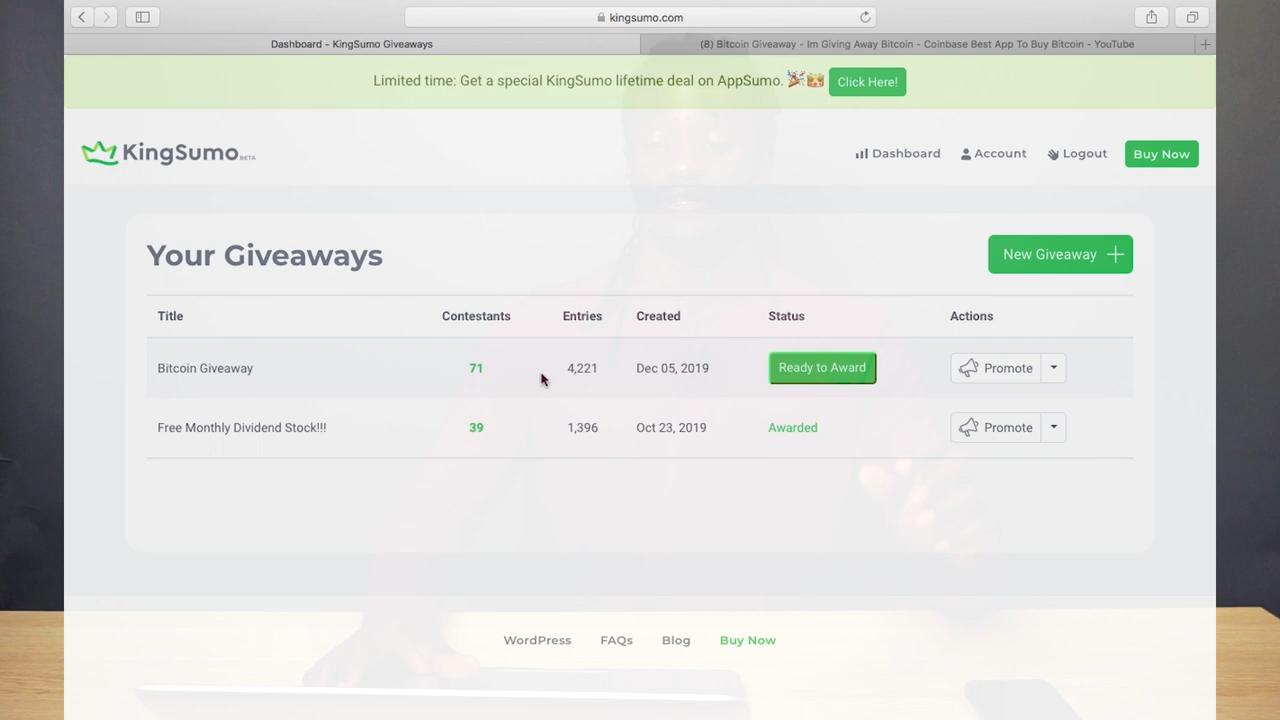 kingsumo.com
Dashboard - KingSumo Giveaways
(8) Bitcoin Giveaway - Im Giving Away Bitcoin - Coinbase Best App To Buy Bitcoin - YouTube
Limited time: Get a special KingSumo lifetime deal on AppSumo. 🎉👑 Click Here!
KingSumo BETA
Dashboard Account Logout Buy Now
Your Giveaways
New Giveaway +
Title Contestants Entries Created Status Actions
Bitcoin Giveaway 71 4,221 Dec 05, 2019 Ready to Award Promote
Free Monthly Dividend Stock!!! 39 1,396 Oct 23, 2019 Awarded Promote
WordPress FAQs Blog Buy Now